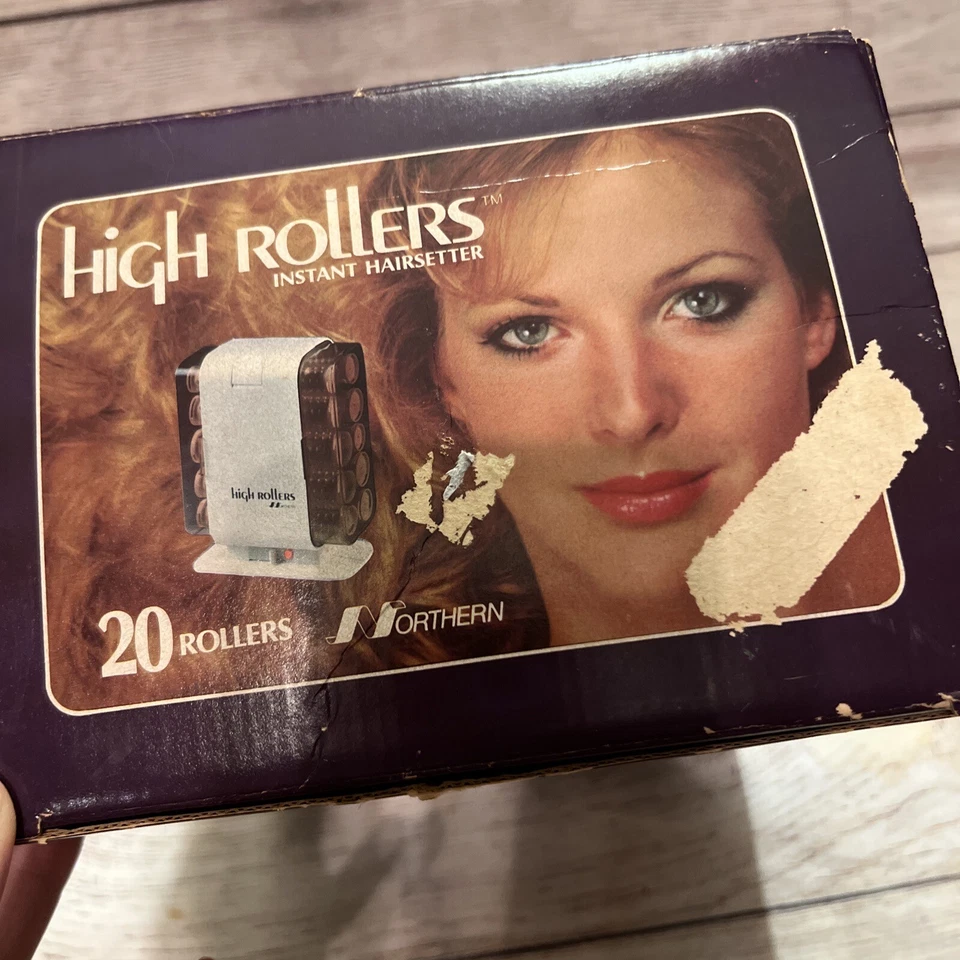 high ROLLERS™
INSTANT HAIRSETTER
high ROLLERS
20 ROLLERS
NORTHERN